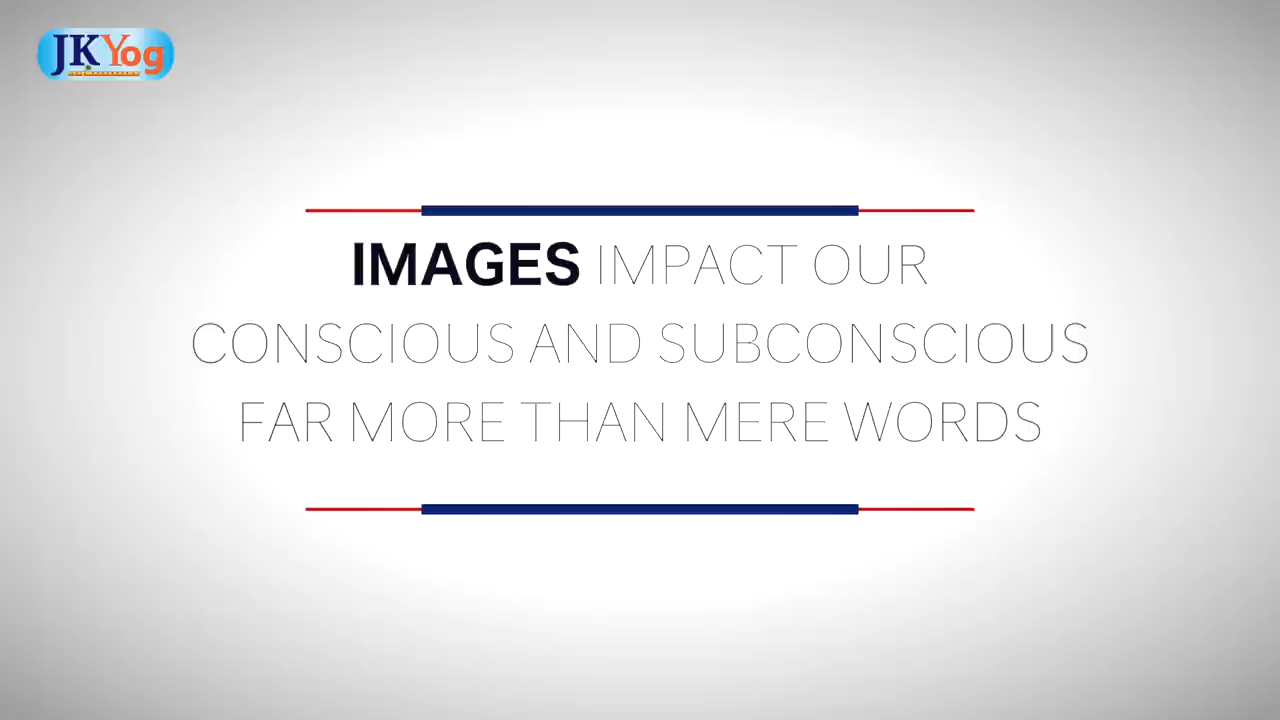 JKYog
IMAGES IMPACT OUR
CONSCIOUS AND SUBCONSCIOUS
FAR MORE THAN MERE WORDS